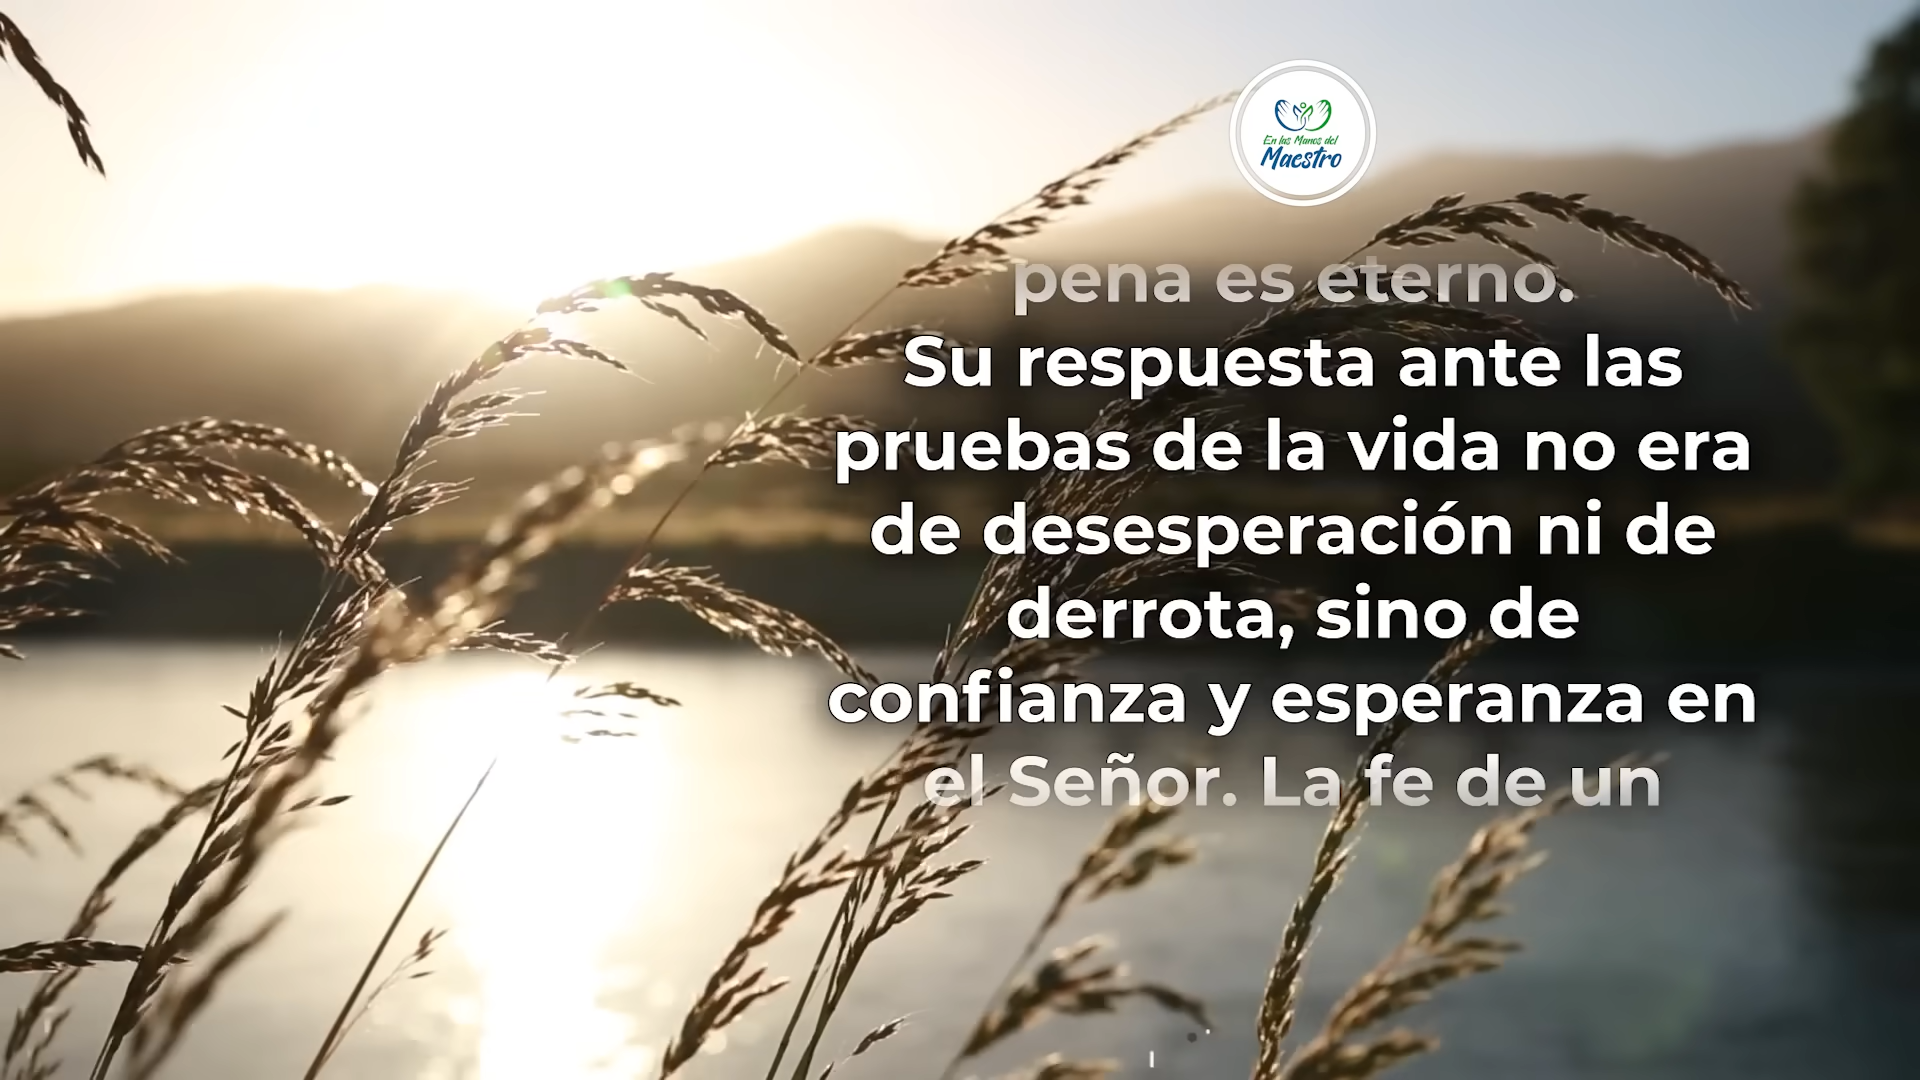 En las Manos del
Maestro
pena es eterno.
Su respuesta ante las
pruebas de la vida no era
de desesperación ni de
derrota, sino de
confianza y esperanza en
el Señor. La fe de un